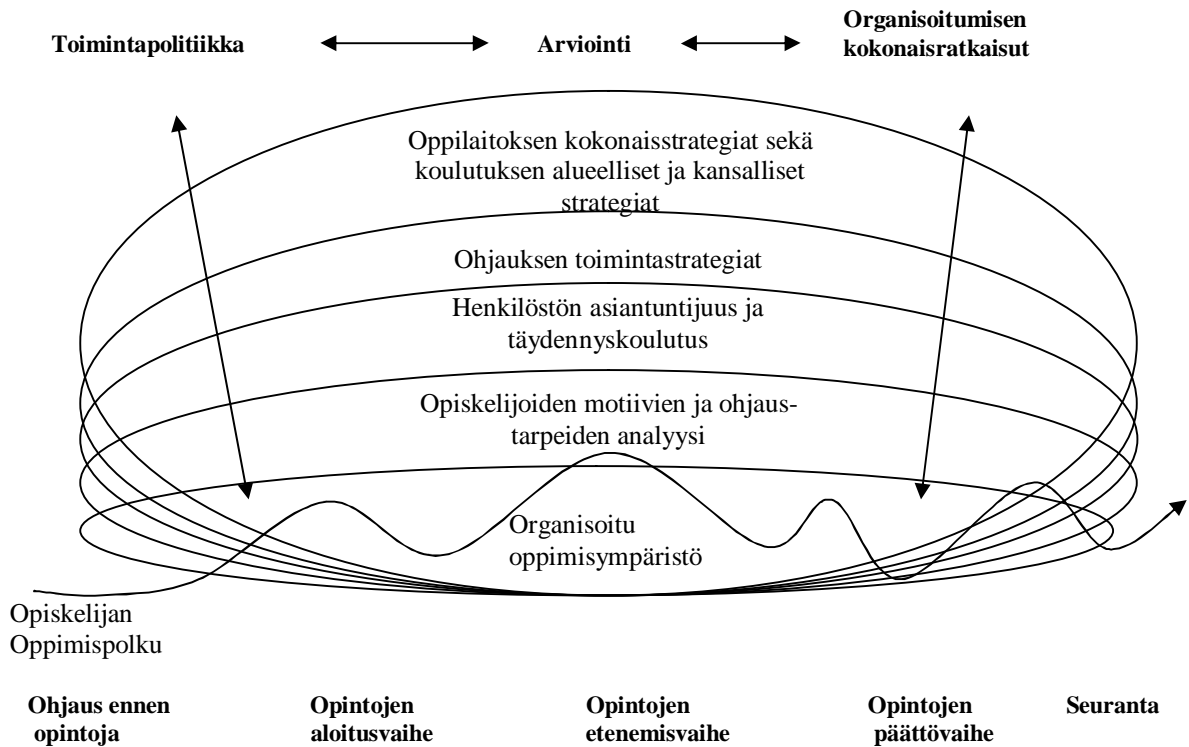 Toimintapolitiikka
Arviointi
Organisoitumisen
kokonaisratkaisut
Oppilaitoksen kokonaisstrategiat sekä
koulutuksen alueelliset ja kansalliset
strategiat
Ohjauksen toimintastrategiat
Henkilöstön asiantuntijuus ja
täydennyskoulutus
Opiskelijoiden motiivien ja ohjaus-
tarpeiden analyysi
Organisoitu
oppimisympäristö
Opiskelijan
Oppimispolku
Ohjaus ennen
opintoja
Opintojen
aloitusvaihe
Opintojen
etenemisvaihe
Opintojen
päättövaihe
Seuranta